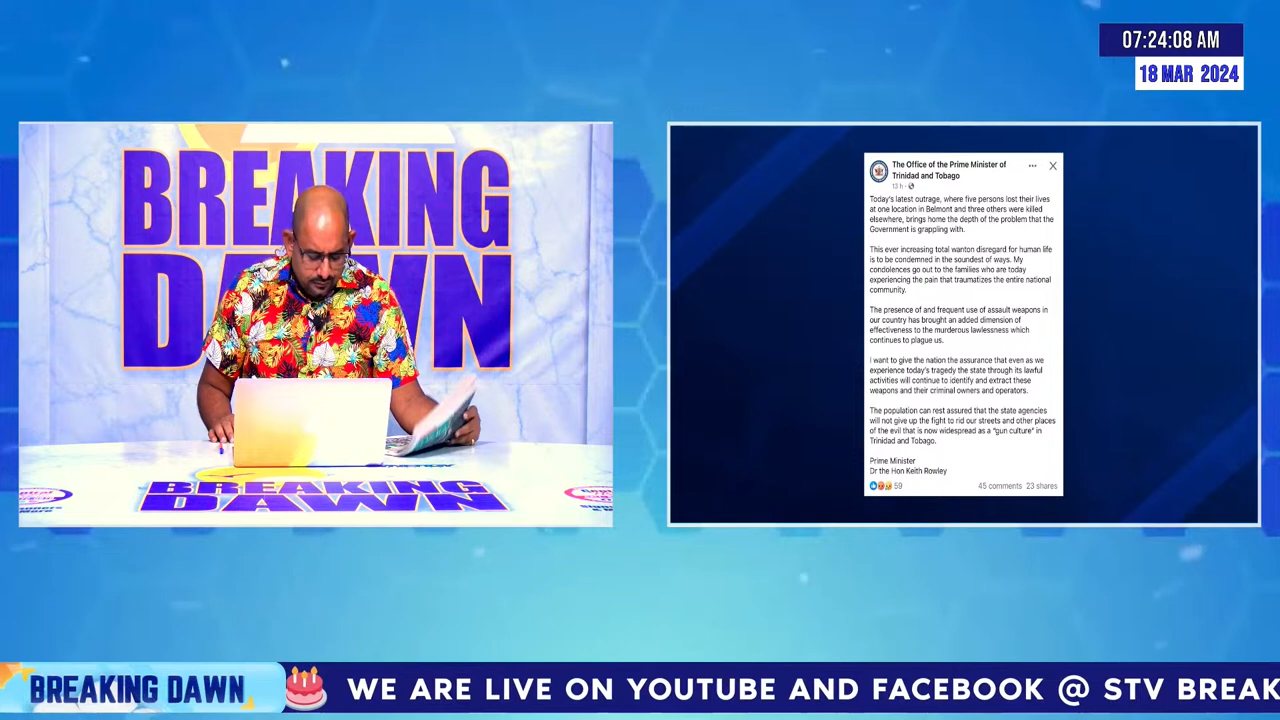 07:24:08 AM
18 MAR 2024
BREAKING
DAWN
BREAKING
DAWN
The Office of the Prime Minister of
Trinidad and Tobago
13 h
Today's latest outrage, where five persons lost their lives
at one location in Belmont and three others were killed
elsewhere, brings home the depth of the problem that the
Government is grappling with.
This ever increasing total wanton disregard for human life
is to be condemned in the soundest of ways. My
condolences go out to the families who are today
experiencing the pain that traumatizes the entire national
community.
The presence of and frequent use of assault weapons in
our country has brought an added dimension of
effectiveness to the murderous lawlessness which
continues to plague us.
I want to give the nation the assurance that even as we
experience today's tragedy the state through its lawful
activities will continue to identify and extract these
weapons and their criminal owners and operators.
The population can rest assured that the state agencies
will not give up the fight to rid our streets and other places
of the evil that is now widespread as a "gun culture" in
Trinidad and Tobago.
Prime Minister
Dr the Hon Keith Rowley
59
45 comments 23 shares
BREAKING DAWN
WE ARE LIVE ON YOUTUBE AND FACEBOOK @ STV BREAK